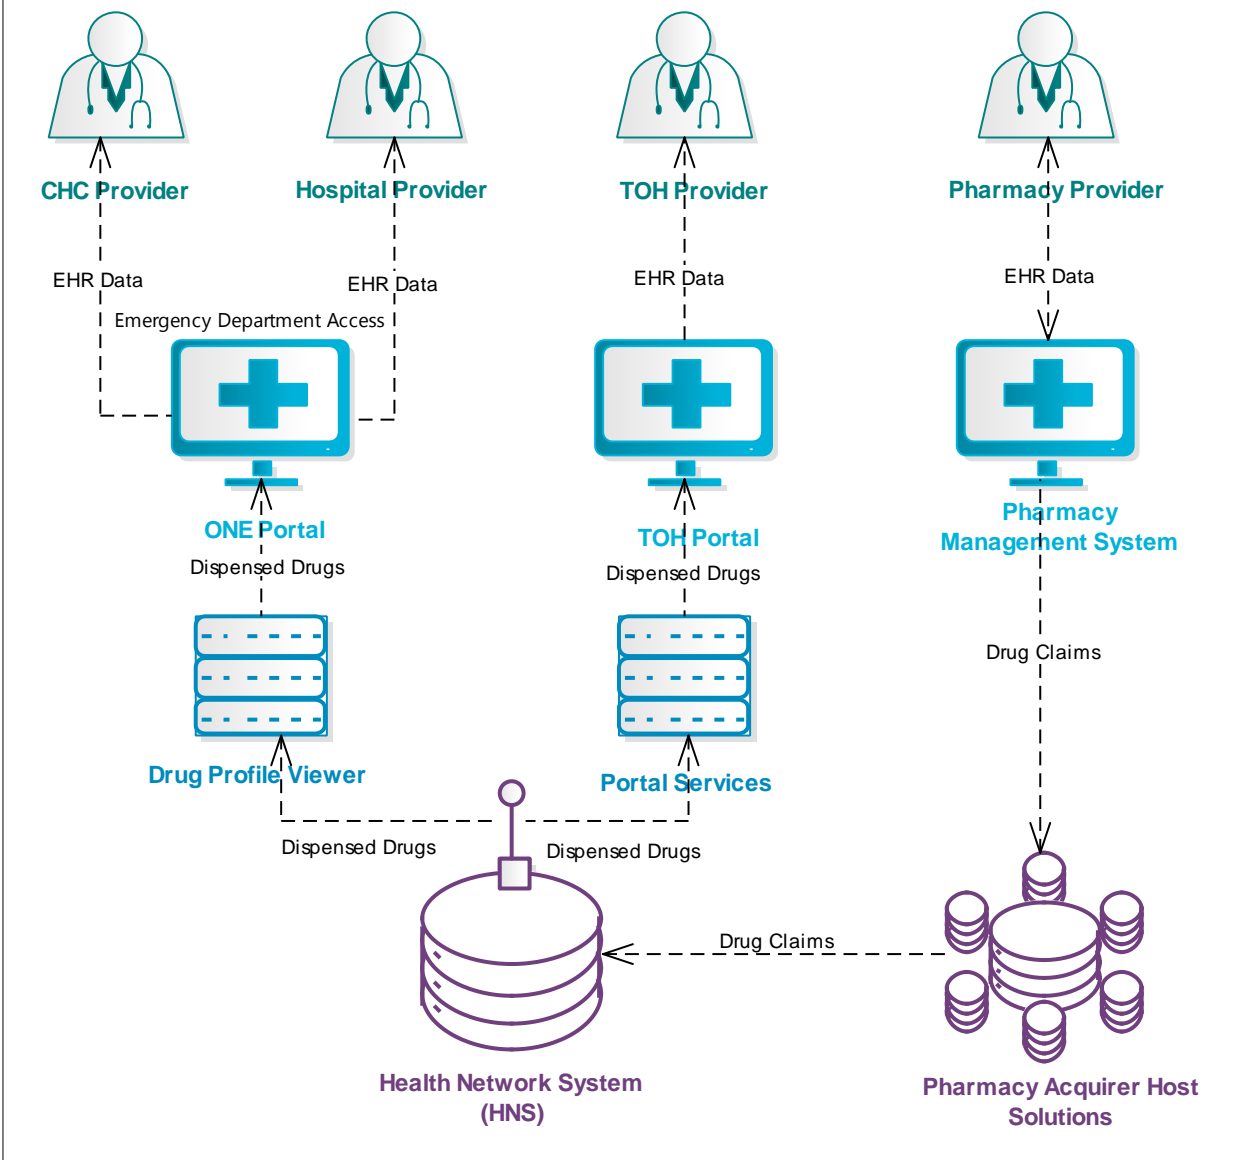 CHC Provider
Hospital Provider
TOH Provider
Pharmacy Provider
EHR Data
EHR Data
EHR Data
EHR Data
Emergency Department Access
ONE Portal
TOH Portal
Pharmacy
Management System
Dispensed Drugs
Dispensed Drugs
Drug Claims
Drug Profile Viewer
Portal Services
Dispensed Drugs
Dispensed Drugs
Drug Claims
Health Network System
(HNS)
Pharmacy Acquirer Host
Solutions